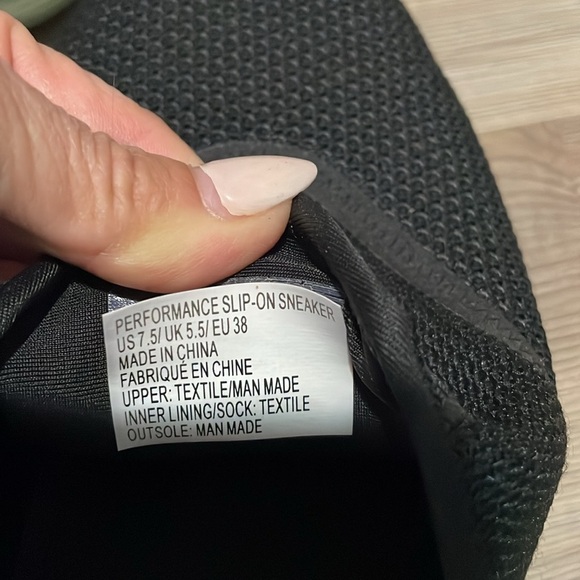 PERFORMANCE SLIP-ON SNEAKER
US 7.5/ UK 5.5/ EU 38
MADE IN CHINA
FABRIQUÉ EN CHINE
UPPER: TEXTILE/MAN MADE
INNER LINING/SOCK: TEXTILE
OUTSOLE: MAN MADE